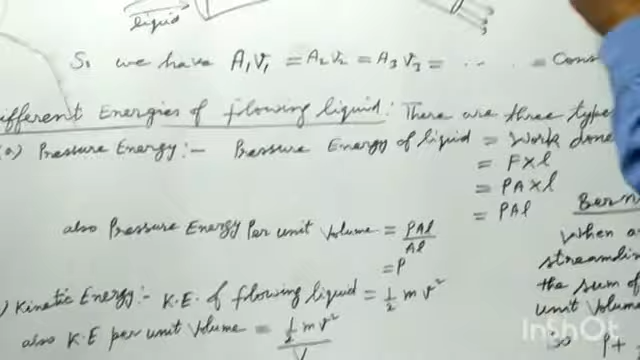 liquid
So we have A₁V₁ = A₂V₂ = A₃V₃ = ... ... = Cons
ifferent Energies of flowing liquid: There are three type
(a) Pressure Energy:- Pressure Energy of liquid = Work done
= F×l
= PA×l
= PAl
also Pressure Energy Per unit Volume = PAl/Al
= P
) Kinetic Energy:- K.E. of flowing liquid = 1/2 m v²
also K.E per unit Volume = 1/2 m v² / V
Bern
When a
streamlin
the sum of
unit Volume
P +
InShot